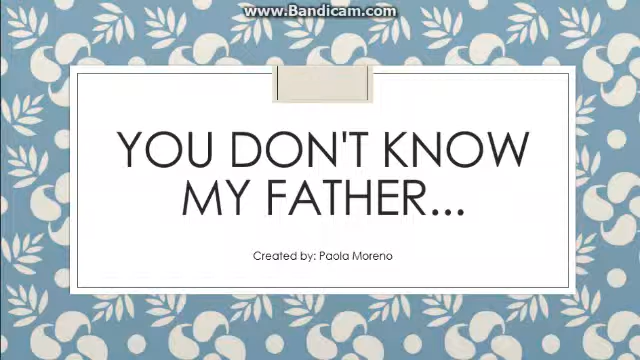 www.Bandicam.com
YOU DON'T KNOW
MY FATHER...
Created by: Paola Moreno